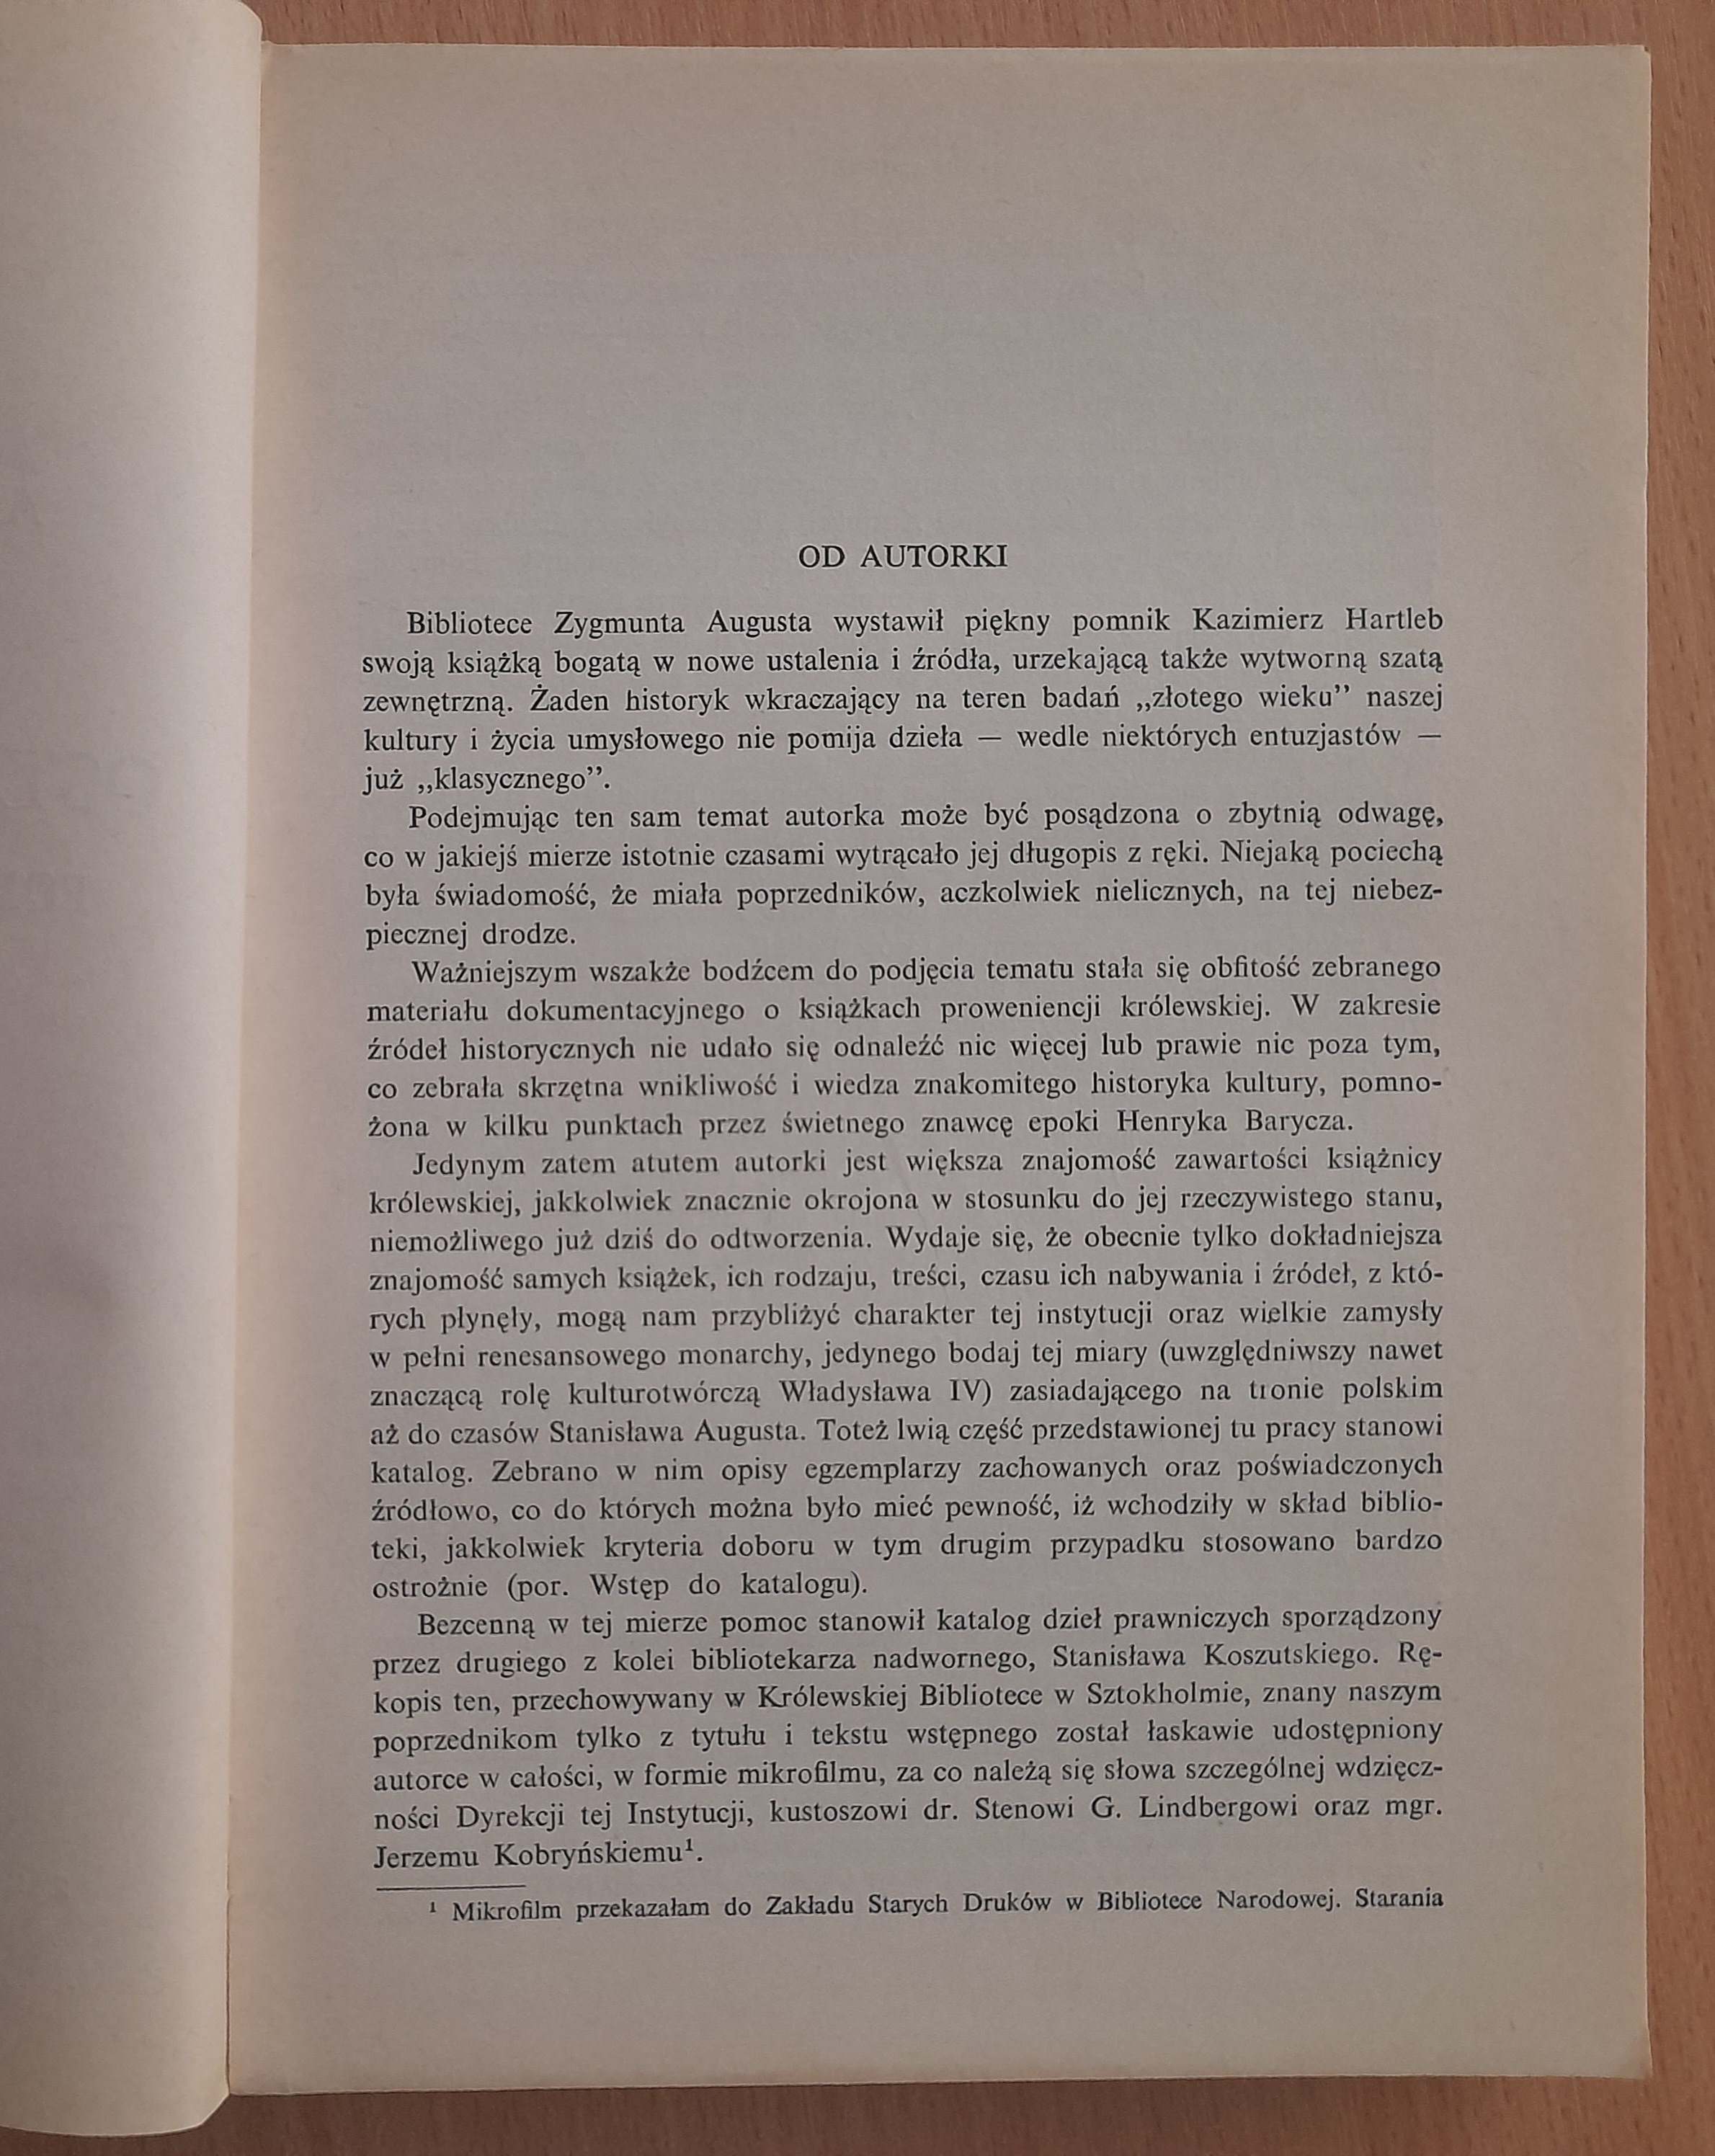 OD AUTORKI
Bibliotece Zygmunta Augusta wystawił piękny pomnik Kazimierz Hartleb
swoją książką bogatą w nowe ustalenia i źródła, urzekającą także wytworną szatą
zewnętrzną. Żaden historyk wkraczający na teren badań „złotego wieku” naszej
kultury i życia umysłowego nie pomija dzieła — wedle niektórych entuzjastów —
już „klasycznego”.
Podejmując ten sam temat autorka może być posądzona o zbytnią odwagę,
co w jakiejś mierze istotnie czasami wytrącało jej długopis z ręki. Niejaką pociechą
była świadomość, że miała poprzedników, aczkolwiek nielicznych, na tej niebez-
piecznej drodze.
Ważniejszym wszakże bodźcem do podjęcia tematu stała się obfitość zebranego
materiału dokumentacyjnego o książkach proweniencji królewskiej. W zakresie
źródeł historycznych nie udało się odnaleźć nic więcej lub prawie nic poza tym,
co zebrała skrzętna wnikliwość i wiedza znakomitego historyka kultury, pomno-
żona w kilku punktach przez świetnego znawcę epoki Henryka Barycza.
Jedynym zatem atutem autorki jest większa znajomość zawartości książnicy
królewskiej, jakkolwiek znacznie okrojona w stosunku do jej rzeczywistego stanu,
niemożliwego już dziś do odtworzenia. Wydaje się, że obecnie tylko dokładniejsza
znajomość samych książek, ich rodzaju, treści, czasu ich nabywania i źródeł, z któ-
rych płynęły, mogą nam przybliżyć charakter tej instytucji oraz wielkie zamysły
w pełni renesansowego monarchy, jedynego bodaj tej miary (uwzględniwszy nawet
znaczącą rolę kulturotwórczą Władysława IV) zasiadającego na tronie polskim
aż do czasów Stanisława Augusta. Toteż lwią część przedstawionej tu pracy stanowi
katalog. Zebrano w nim opisy egzemplarzy zachowanych oraz poświadczonych
źródłowo, co do których można było mieć pewność, iż wchodziły w skład biblio-
teki, jakkolwiek kryteria doboru w tym drugim przypadku stosowano bardzo
ostrożnie (por. Wstęp do katalogu).
Bezcenną w tej mierze pomoc stanowił katalog dzieł prawniczych sporządzony
przez drugiego z kolei bibliotekarza nadwornego, Stanisława Koszutskiego. Rę-
kopis ten, przechowywany w Królewskiej Bibliotece w Sztokholmie, znany naszym
poprzednikom tylko z tytułu i tekstu wstępnego został łaskawie udostępniony
autorce w całości, w formie mikrofilmu, za co należą się słowa szczególnej wdzięcz-
ności Dyrekcji tej Instytucji, kustoszowi dr. Stenowi G. Lindbergowi oraz mgr.
Jerzemu Kobryńskiemu¹.
¹ Mikrofilm przekazałam do Zakładu Starych Druków w Bibliotece Narodowej. Starania